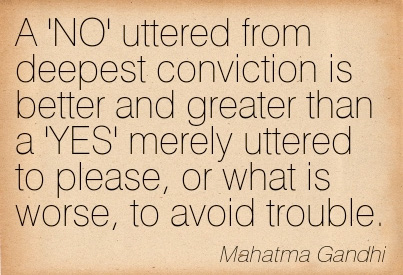 A 'NO' uttered from
deepest conviction is
better and greater than
a 'YES' merely uttered
to please, or what is
worse, to avoid trouble.
Mahatma Gandhi